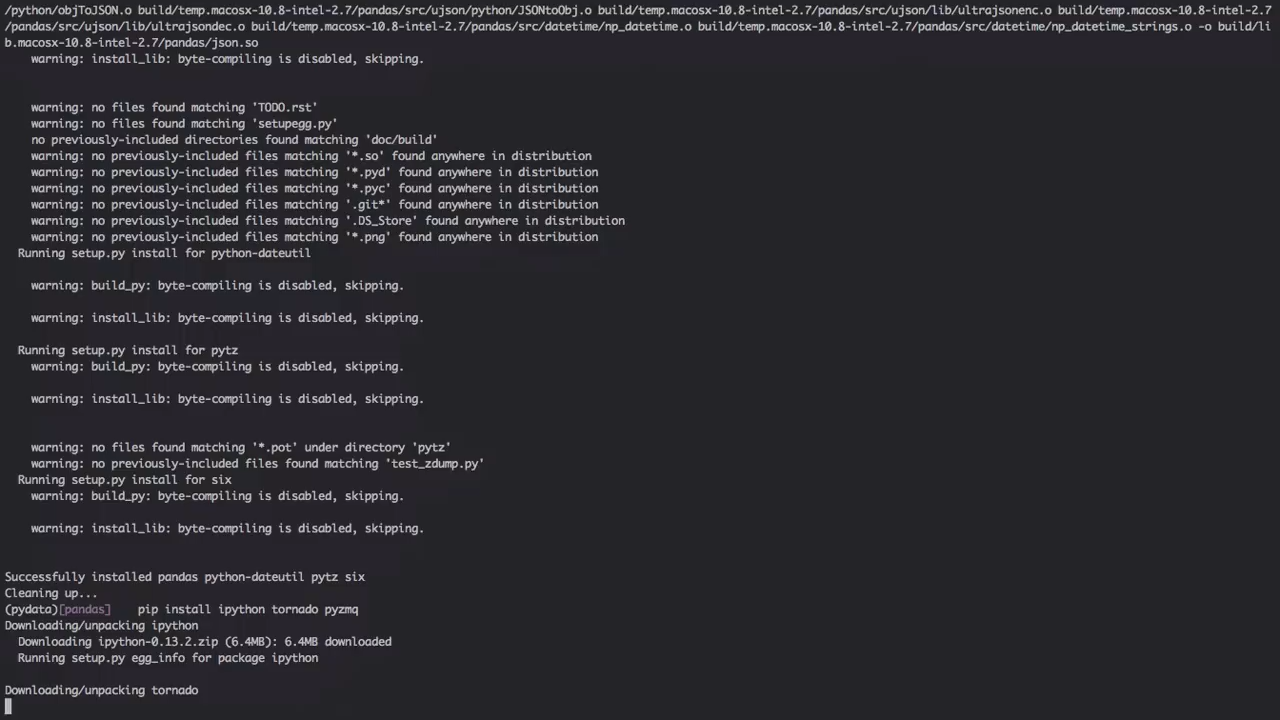 /python/objToJSON.o build/temp.macosx-10.8-intel-2.7/pandas/src/ujson/python/JSONtoObj.o build/temp.macosx-10.8-intel-2.7/pandas/src/ujson/lib/ultrajsonenc.o build/temp.macosx-10.8-intel-2.7
/pandas/src/ujson/lib/ultrajsondec.o build/temp.macosx-10.8-intel-2.7/pandas/src/datetime/np_datetime.o build/temp.macosx-10.8-intel-2.7/pandas/src/datetime/np_datetime_strings.o -o build/li
b.macosx-10.8-intel-2.7/pandas/json.so
warning: install_lib: byte-compiling is disabled, skipping.
warning: no files found matching 'TODO.rst'
warning: no files found matching 'setupegg.py'
no previously-included directories found matching 'doc/build'
warning: no previously-included files matching '*.so' found anywhere in distribution
warning: no previously-included files matching '*.pyd' found anywhere in distribution
warning: no previously-included files matching '*.pyc' found anywhere in distribution
warning: no previously-included files matching '.git*' found anywhere in distribution
warning: no previously-included files matching '.DS_Store' found anywhere in distribution
warning: no previously-included files matching '*.png' found anywhere in distribution
Running setup.py install for python-dateutil
warning: build_py: byte-compiling is disabled, skipping.
warning: install_lib: byte-compiling is disabled, skipping.
Running setup.py install for pytz
warning: build_py: byte-compiling is disabled, skipping.
warning: install_lib: byte-compiling is disabled, skipping.
warning: no files found matching '*.pot' under directory 'pytz'
warning: no previously-included files found matching 'test_zdump.py'
Running setup.py install for six
warning: build_py: byte-compiling is disabled, skipping.
warning: install_lib: byte-compiling is disabled, skipping.
Successfully installed pandas python-dateutil pytz six
Cleaning up...
(pydata)[pandas] pip install ipython tornado pyzmq
Downloading/unpacking ipython
Downloading ipython-0.13.2.zip (6.4MB): 6.4MB downloaded
Running setup.py egg_info for package ipython
Downloading/unpacking tornado